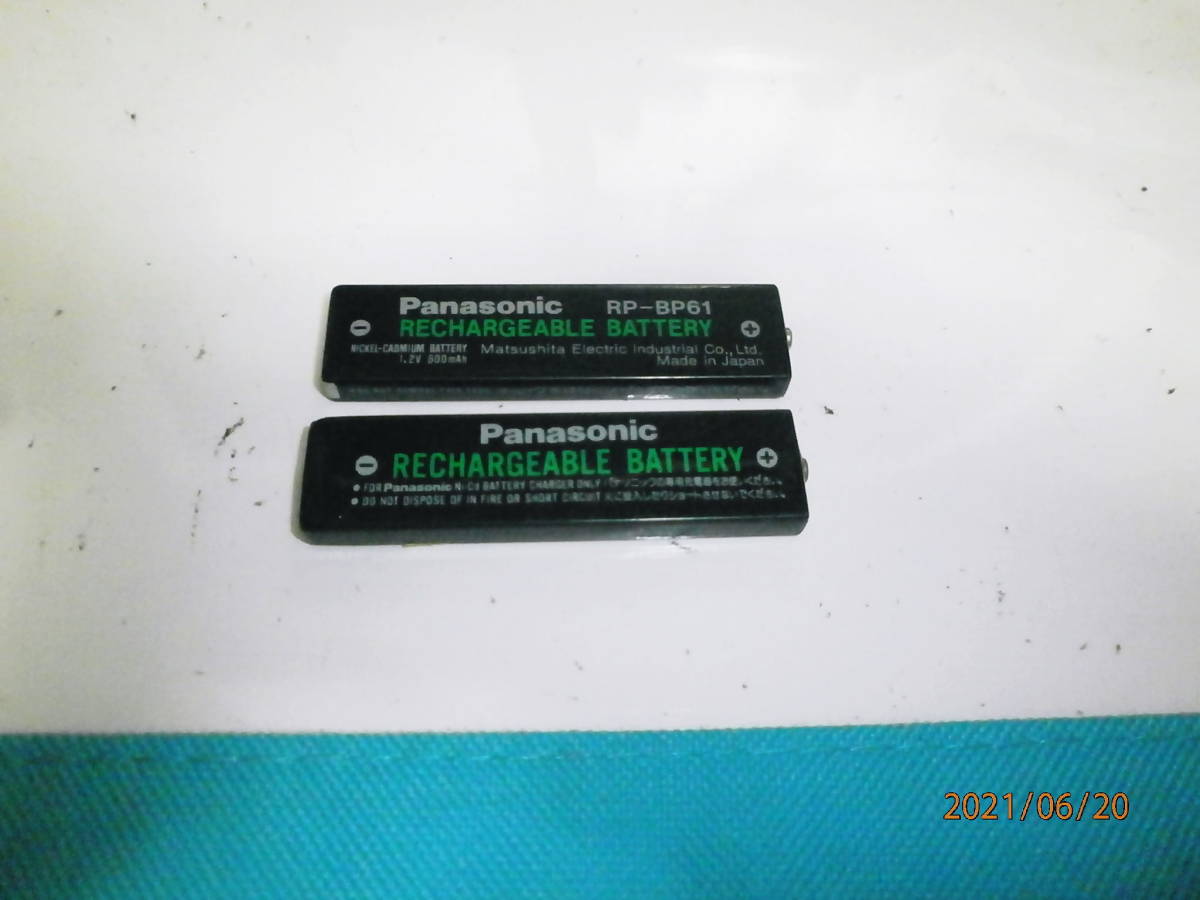 Panasonic RP-BP61
RECHARGEABLE BATTERY
⊖ ⊕
NICKEL-CADMIUM BATTERY Matsushita Electric Industrial Co., Ltd.
1.2V 600mAh Made in Japan
Panasonic
⊖ RECHARGEABLE BATTERY ⊕
● FOR Panasonic Ni-Cd BATTERY CHARGER ONLY
● DO NOT DISPOSE OF IN FIRE OR SHORT CIRCUIT
2021/06/20